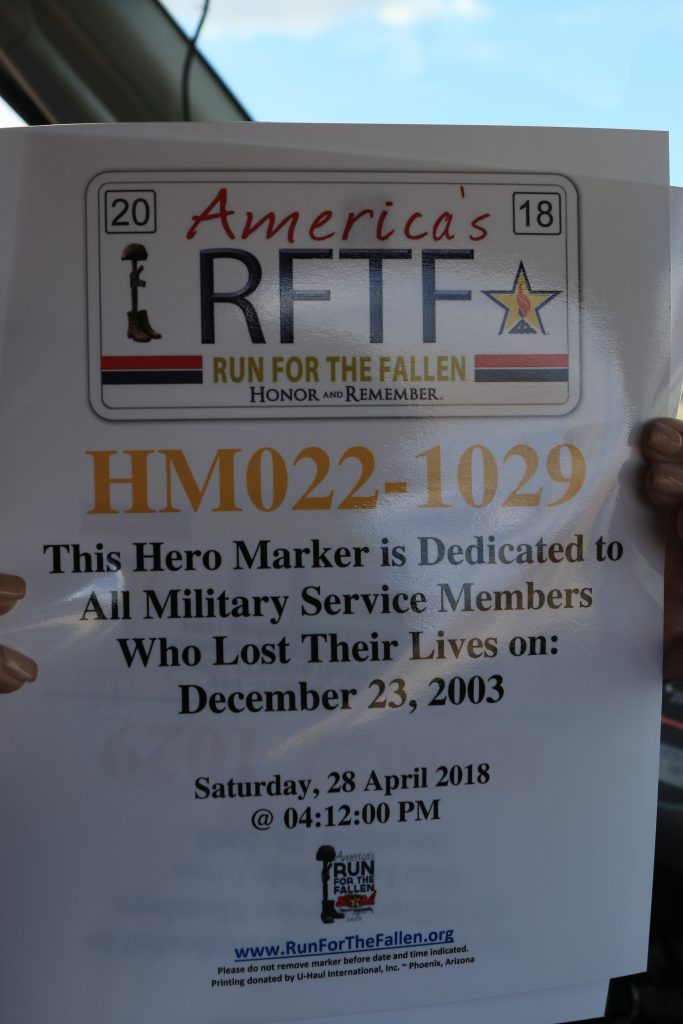 20 America's 18
RFTF
RUN FOR THE FALLEN
HONOR AND REMEMBER
HM022-1029
This Hero Marker is Dedicated to
All Military Service Members
Who Lost Their Lives on:
December 23, 2003
Saturday, 28 April 2018
@ 04:12:00 PM
America's
RUN
FOR THE
FALLEN
www.RunForTheFallen.org
Please do not remove marker before date and time indicated.
Printing donated by U-Haul International, Inc. ~ Phoenix, Arizona